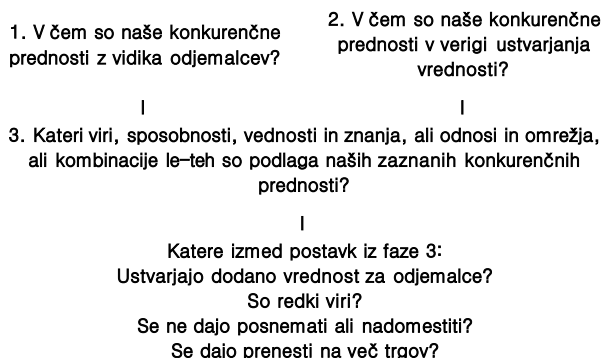 1. V čem so naše konkurenčne
prednosti z vidika odjemalcev?
2. V čem so naše konkurenčne
prednosti v verigi ustvarjanja
vrednosti?
3. Kateri viri, sposobnosti, vednosti in znanja, ali odnosi in omrežja,
ali kombinacije le-teh so podlaga naših zaznanih konkurenčnih
prednosti?
Katere izmed postavk iz faze 3:
Ustvarjajo dodano vrednost za odjemalce?
So redki viri?
Se ne dajo posnemati ali nadomestiti?
Se dajo prenesti na več trgov?